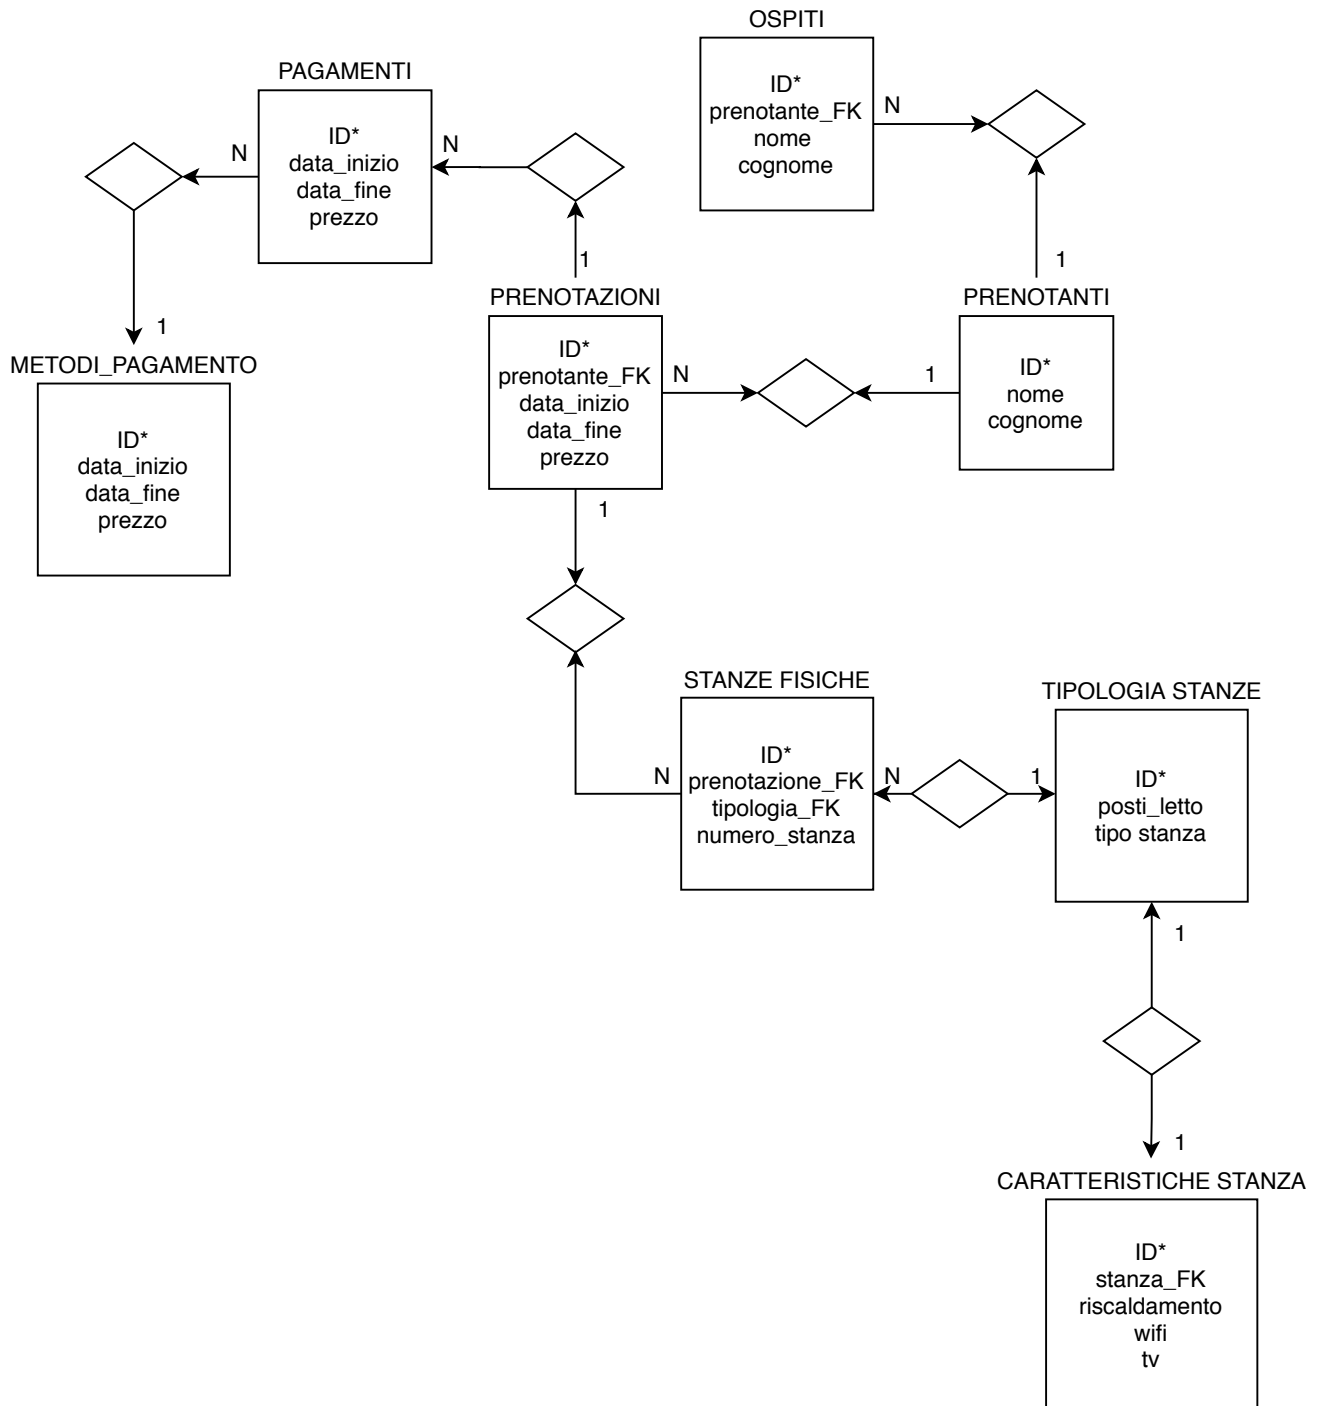 OSPITI
ID*
prenotante_FK
nome
cognome
N
1
PAGAMENTI
ID*
data_inizio
data_fine
prezzo
N
N
1
1
METODI_PAGAMENTO
ID*
data_inizio
data_fine
prezzo
PRENOTAZIONI
ID*
prenotante_FK
data_inizio
data_fine
prezzo
N
1
1
PRENOTANTI
ID*
nome
cognome
STANZE FISICHE
ID*
prenotazione_FK
tipologia_FK
numero_stanza
N
N
1
TIPOLOGIA STANZE
ID*
posti_letto
tipo stanza
1
1
CARATTERISTICHE STANZA
ID*
stanza_FK
riscaldamento
wifi
tv